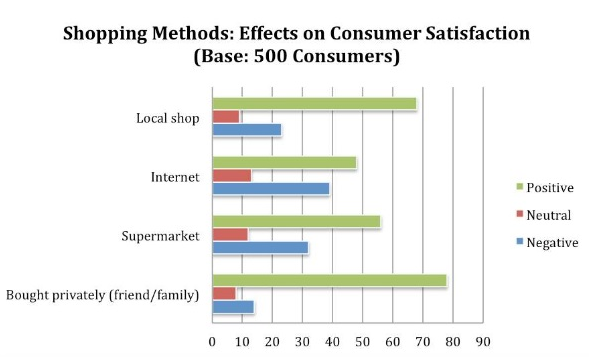 Shopping Methods: Effects on Consumer Satisfaction
(Base: 500 Consumers)
Local shop
Internet
Supermarket
Bought privately (friend/family)
Positive
Neutral
Negative
0 10 20 30 40 50 60 70 80 90